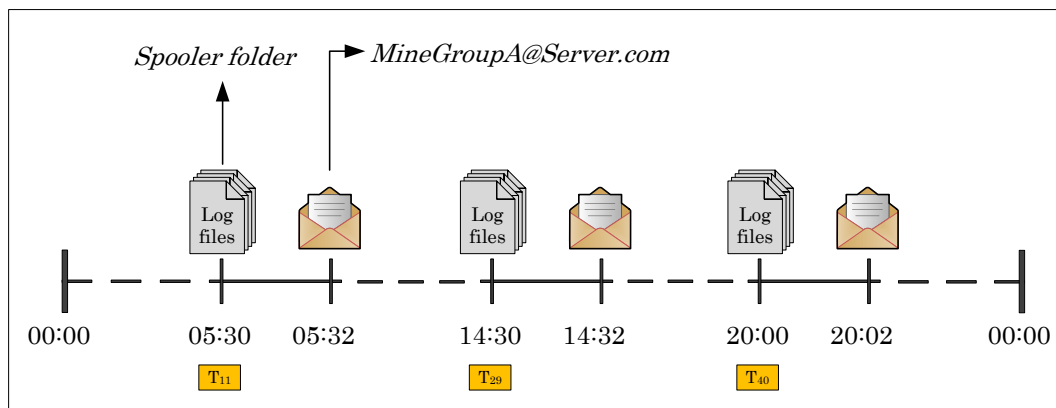 Spooler folder
MineGroupA@Server.com
Log
files
Log
files
Log
files
00:00 05:30 05:32 14:30 14:32 20:00 20:02 00:00
T₁₁ T₂₉ T₄₀